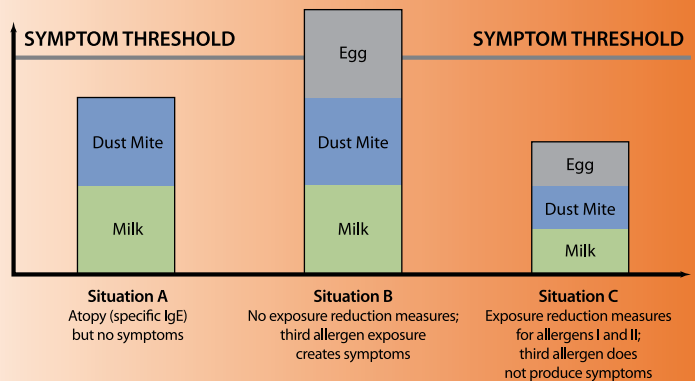 SYMPTOM THRESHOLD
SYMPTOM THRESHOLD
Dust Mite
Milk
Egg
Dust Mite
Milk
Egg
Dust Mite
Milk
Situation A
Atopy (specific IgE)
but no symptoms
Situation B
No exposure reduction measures;
third allergen exposure
creates symptoms
Situation C
Exposure reduction measures
for allergens I and II;
third allergen does
not produce symptoms